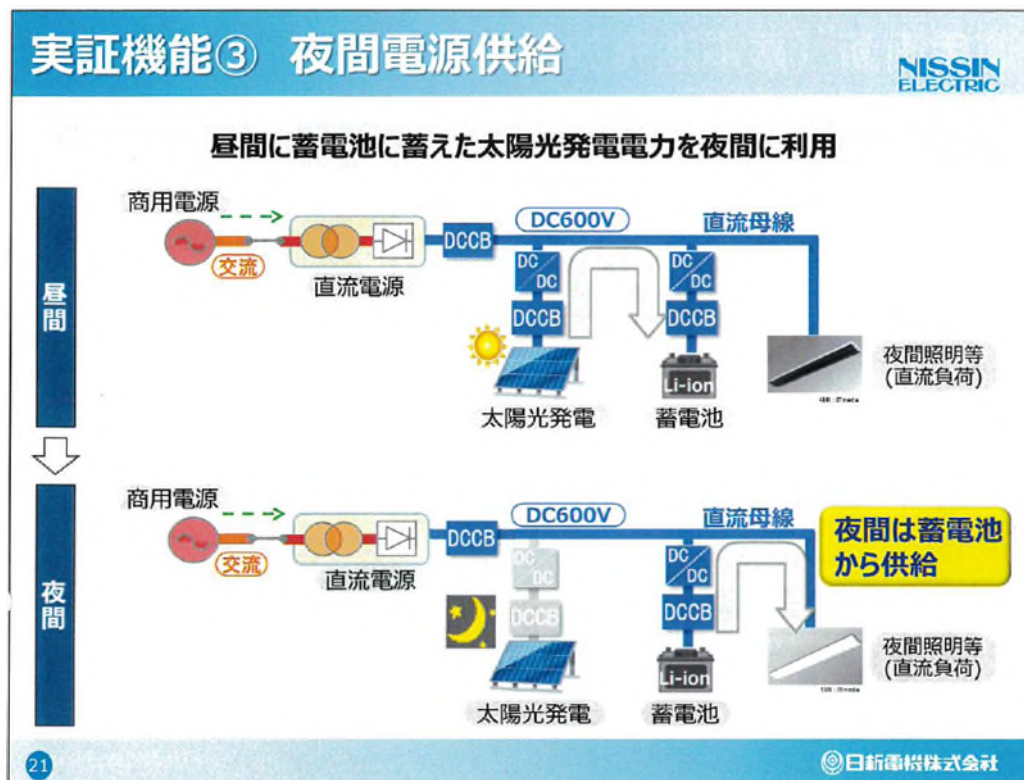 実証機能③ 夜間電源供給
NISSIN
ELECTRIC
昼間に蓄電池に蓄えた太陽光発電電力を夜間に利用
昼間
商用電源
交流
直流電源
DCCB
DC600V
直流母線
DC
DC
DCCB
太陽光発電
DC
DC
DCCB
Li-ion
蓄電池
夜間照明等
(直流負荷)
夜間
商用電源
交流
直流電源
DCCB
DC600V
直流母線
夜間は蓄電池
から供給
DC
DC
DCCB
太陽光発電
DC
DC
DCCB
Li-ion
蓄電池
夜間照明等
(直流負荷)
21
日新電機株式会社